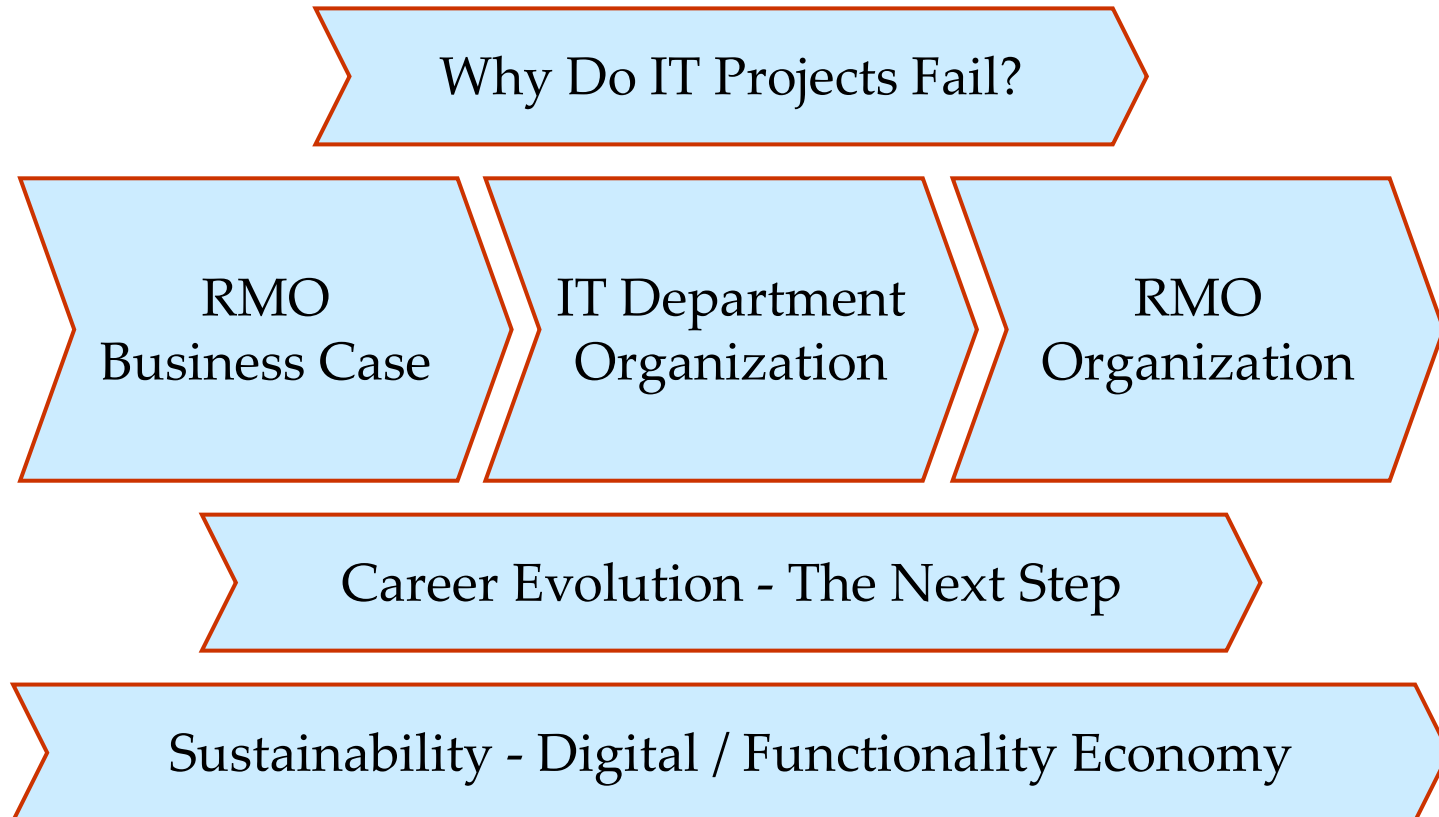 Why Do IT Projects Fail?
RMO
Business Case
IT Department
Organization
RMO
Organization
Career Evolution - The Next Step
Sustainability - Digital / Functionality Economy